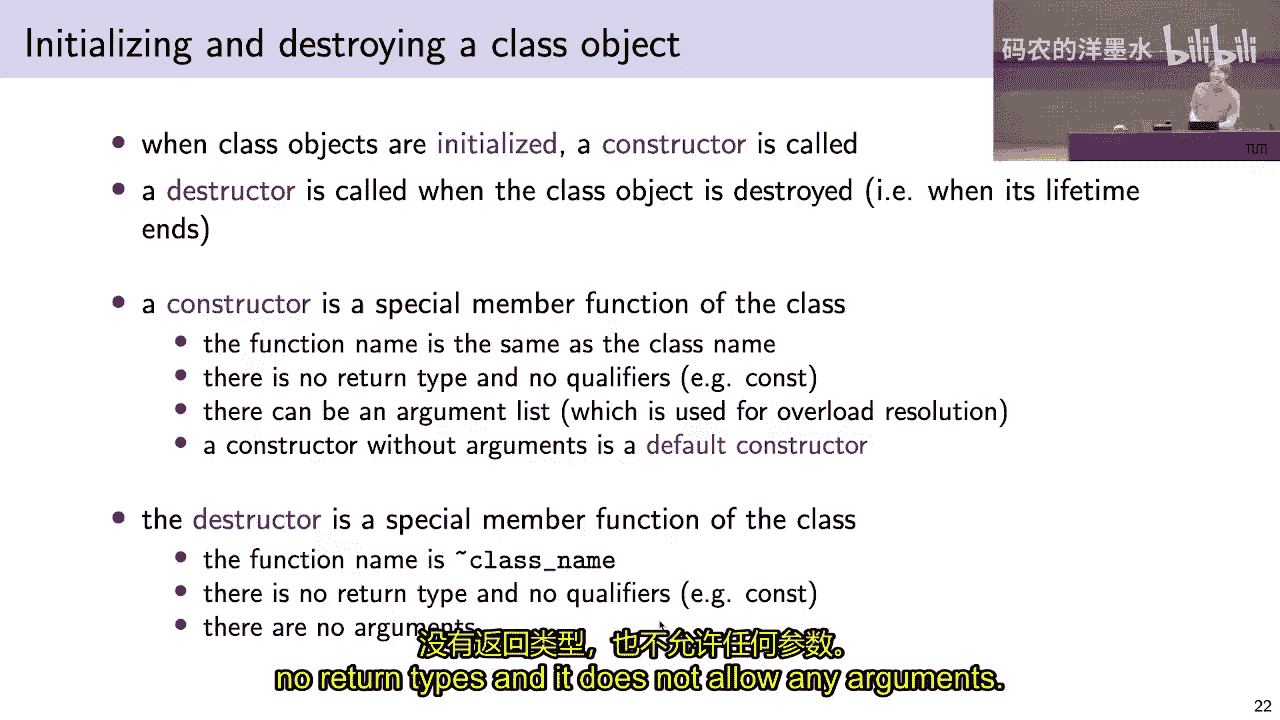 Initializing and destroying a class object
码农的洋墨水 bilibili
TUM
• when class objects are initialized, a constructor is called
• a destructor is called when the class object is destroyed (i.e. when its lifetime
ends)
• a constructor is a special member function of the class
• the function name is the same as the class name
• there is no return type and no qualifiers (e.g. const)
• there can be an argument list (which is used for overload resolution)
• a constructor without arguments is a default constructor
• the destructor is a special member function of the class
• the function name is ~class_name
• there is no return type and no qualifiers (e.g. const)
• there are no arguments
没有返回类型，也不允许任何参数。
no return types and it does not allow any arguments.
22